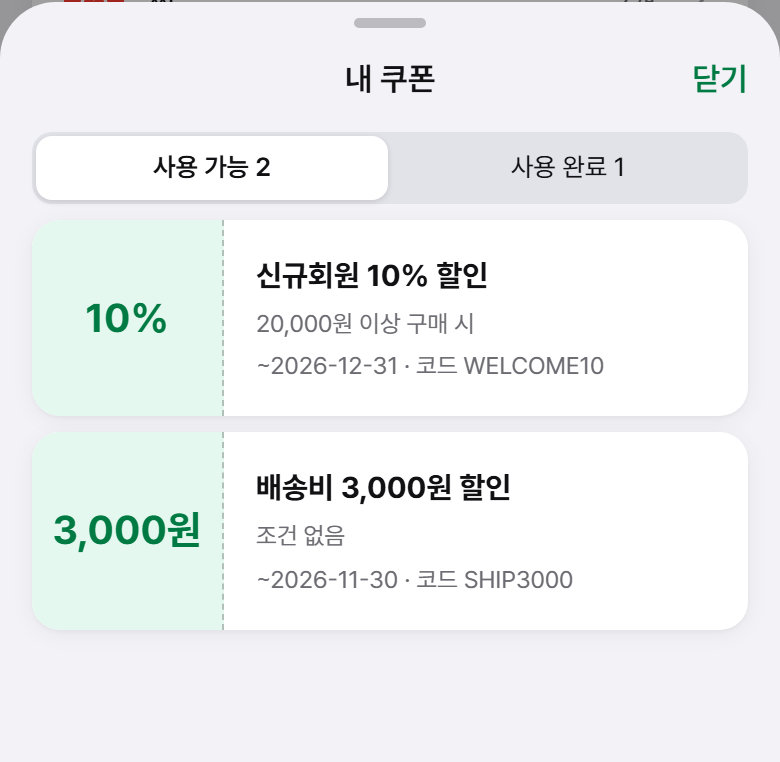 내 쿠폰
닫기
사용 가능 2
사용 완료 1
10%
신규회원 10% 할인
20,000원 이상 구매 시
~2026-12-31 · 코드 WELCOME10
3,000원
배송비 3,000원 할인
조건 없음
~2026-11-30 · 코드 SHIP3000